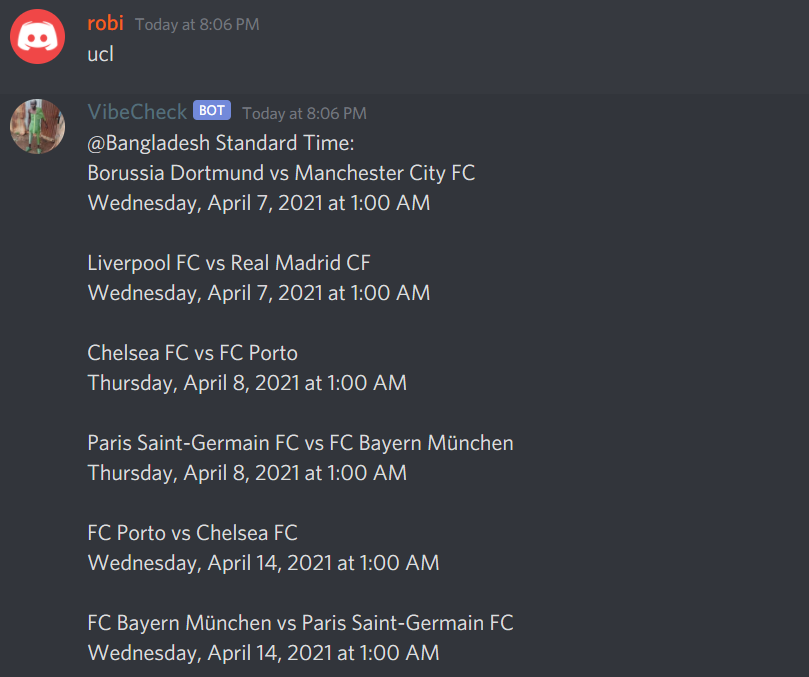 robi Today at 8:06 PM
ucl
VibeCheck BOT Today at 8:06 PM
@Bangladesh Standard Time:
Borussia Dortmund vs Manchester City FC
Wednesday, April 7, 2021 at 1:00 AM
Liverpool FC vs Real Madrid CF
Wednesday, April 7, 2021 at 1:00 AM
Chelsea FC vs FC Porto
Thursday, April 8, 2021 at 1:00 AM
Paris Saint-Germain FC vs FC Bayern München
Thursday, April 8, 2021 at 1:00 AM
FC Porto vs Chelsea FC
Wednesday, April 14, 2021 at 1:00 AM
FC Bayern München vs Paris Saint-Germain FC
Wednesday, April 14, 2021 at 1:00 AM